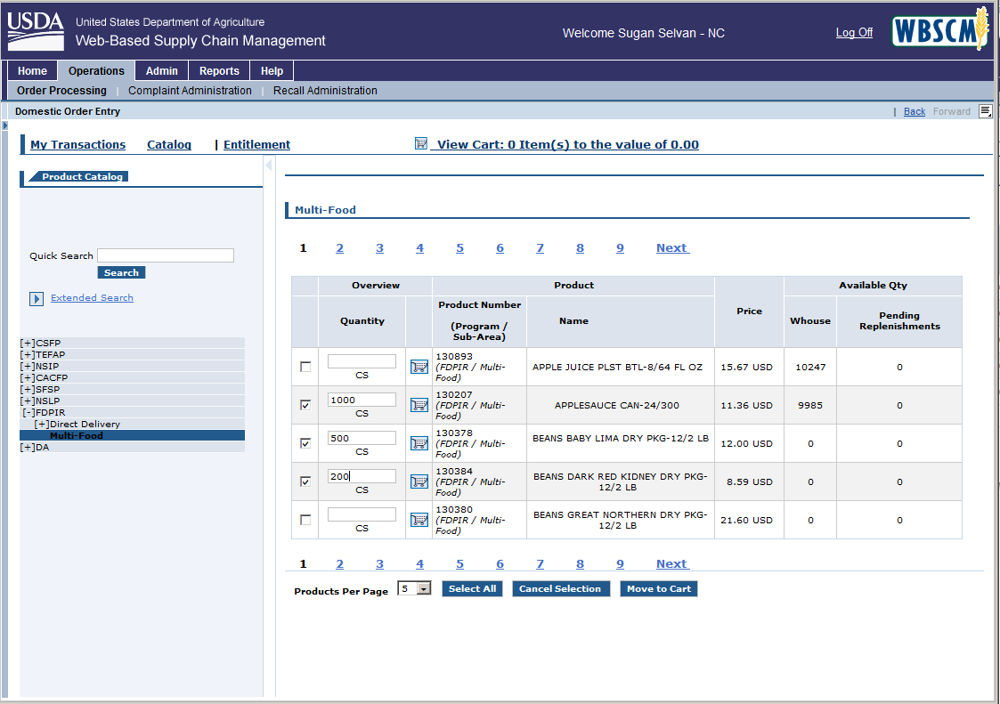 USDA
United States Department of Agriculture
Web-Based Supply Chain Management
Welcome Sugan Selvan - NC
Log Off
WBSCM
Home Operations Admin Reports Help
Order Processing | Complaint Administration | Recall Administration
Domestic Order Entry
| Back Forward
My Transactions Catalog | Entitlement
View Cart: 0 Item(s) to the value of 0.00
Product Catalog
Quick Search
Search
Extended Search
[+]CSFP
[+]TEFAP
[+]NSIP
[+]CACFP
[+]SFSP
[+]NSLP
[-]FDPIR
[+]Direct Delivery
Multi-Food
[+]DA
Multi-Food
1 2 3 4 5 6 7 8 9 Next
Overview Product Price Available Qty
Quantity
Product Number
(Program /
Sub-Area)
Name
Whouse
Pending
Replenishments
CS
130893
(FDPIR / Multi-
Food)
APPLE JUICE PLST BTL-8/64 FL OZ
15.67 USD
10247
0
1000
CS
130207
(FDPIR / Multi-
Food)
APPLESAUCE CAN-24/300
11.36 USD
9985
0
500
CS
130378
(FDPIR / Multi-
Food)
BEANS BABY LIMA DRY PKG-12/2 LB
12.00 USD
0
0
200
CS
130384
(FDPIR / Multi-
Food)
BEANS DARK RED KIDNEY DRY PKG-
12/2 LB
8.59 USD
0
0
CS
130380
(FDPIR / Multi-
Food)
BEANS GREAT NORTHERN DRY PKG-
12/2 LB
21.60 USD
0
0
1 2 3 4 5 6 7 8 9 Next
Products Per Page 5 Select All Cancel Selection Move to Cart